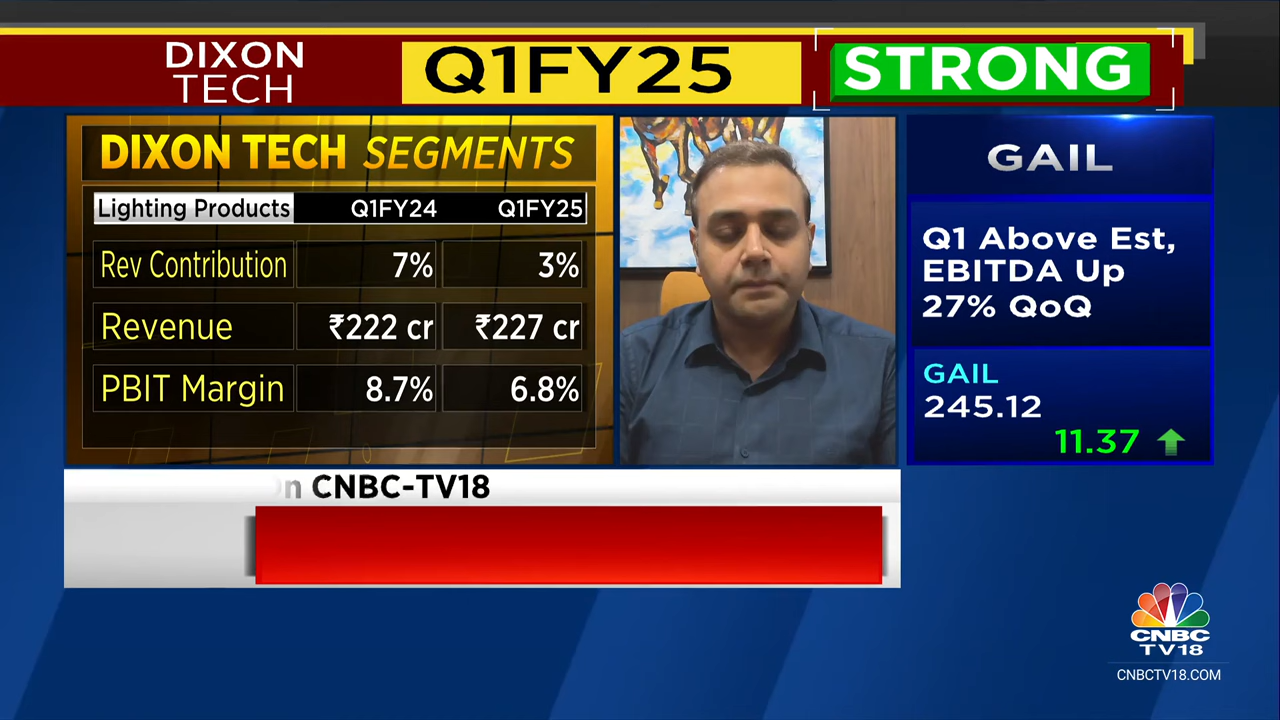 DIXON
TECH
Q1FY25
STRONG
DIXON TECH SEGMENTS
Lighting Products Q1FY24 Q1FY25
Rev Contribution 7% 3%
Revenue ₹222 cr ₹227 cr
PBIT Margin 8.7% 6.8%
GAIL
Q1 Above Est,
EBITDA Up
27% QoQ
GAIL
245.12
11.37
CNBC-TV18
CNBC
TV18
CNBCTV18.COM